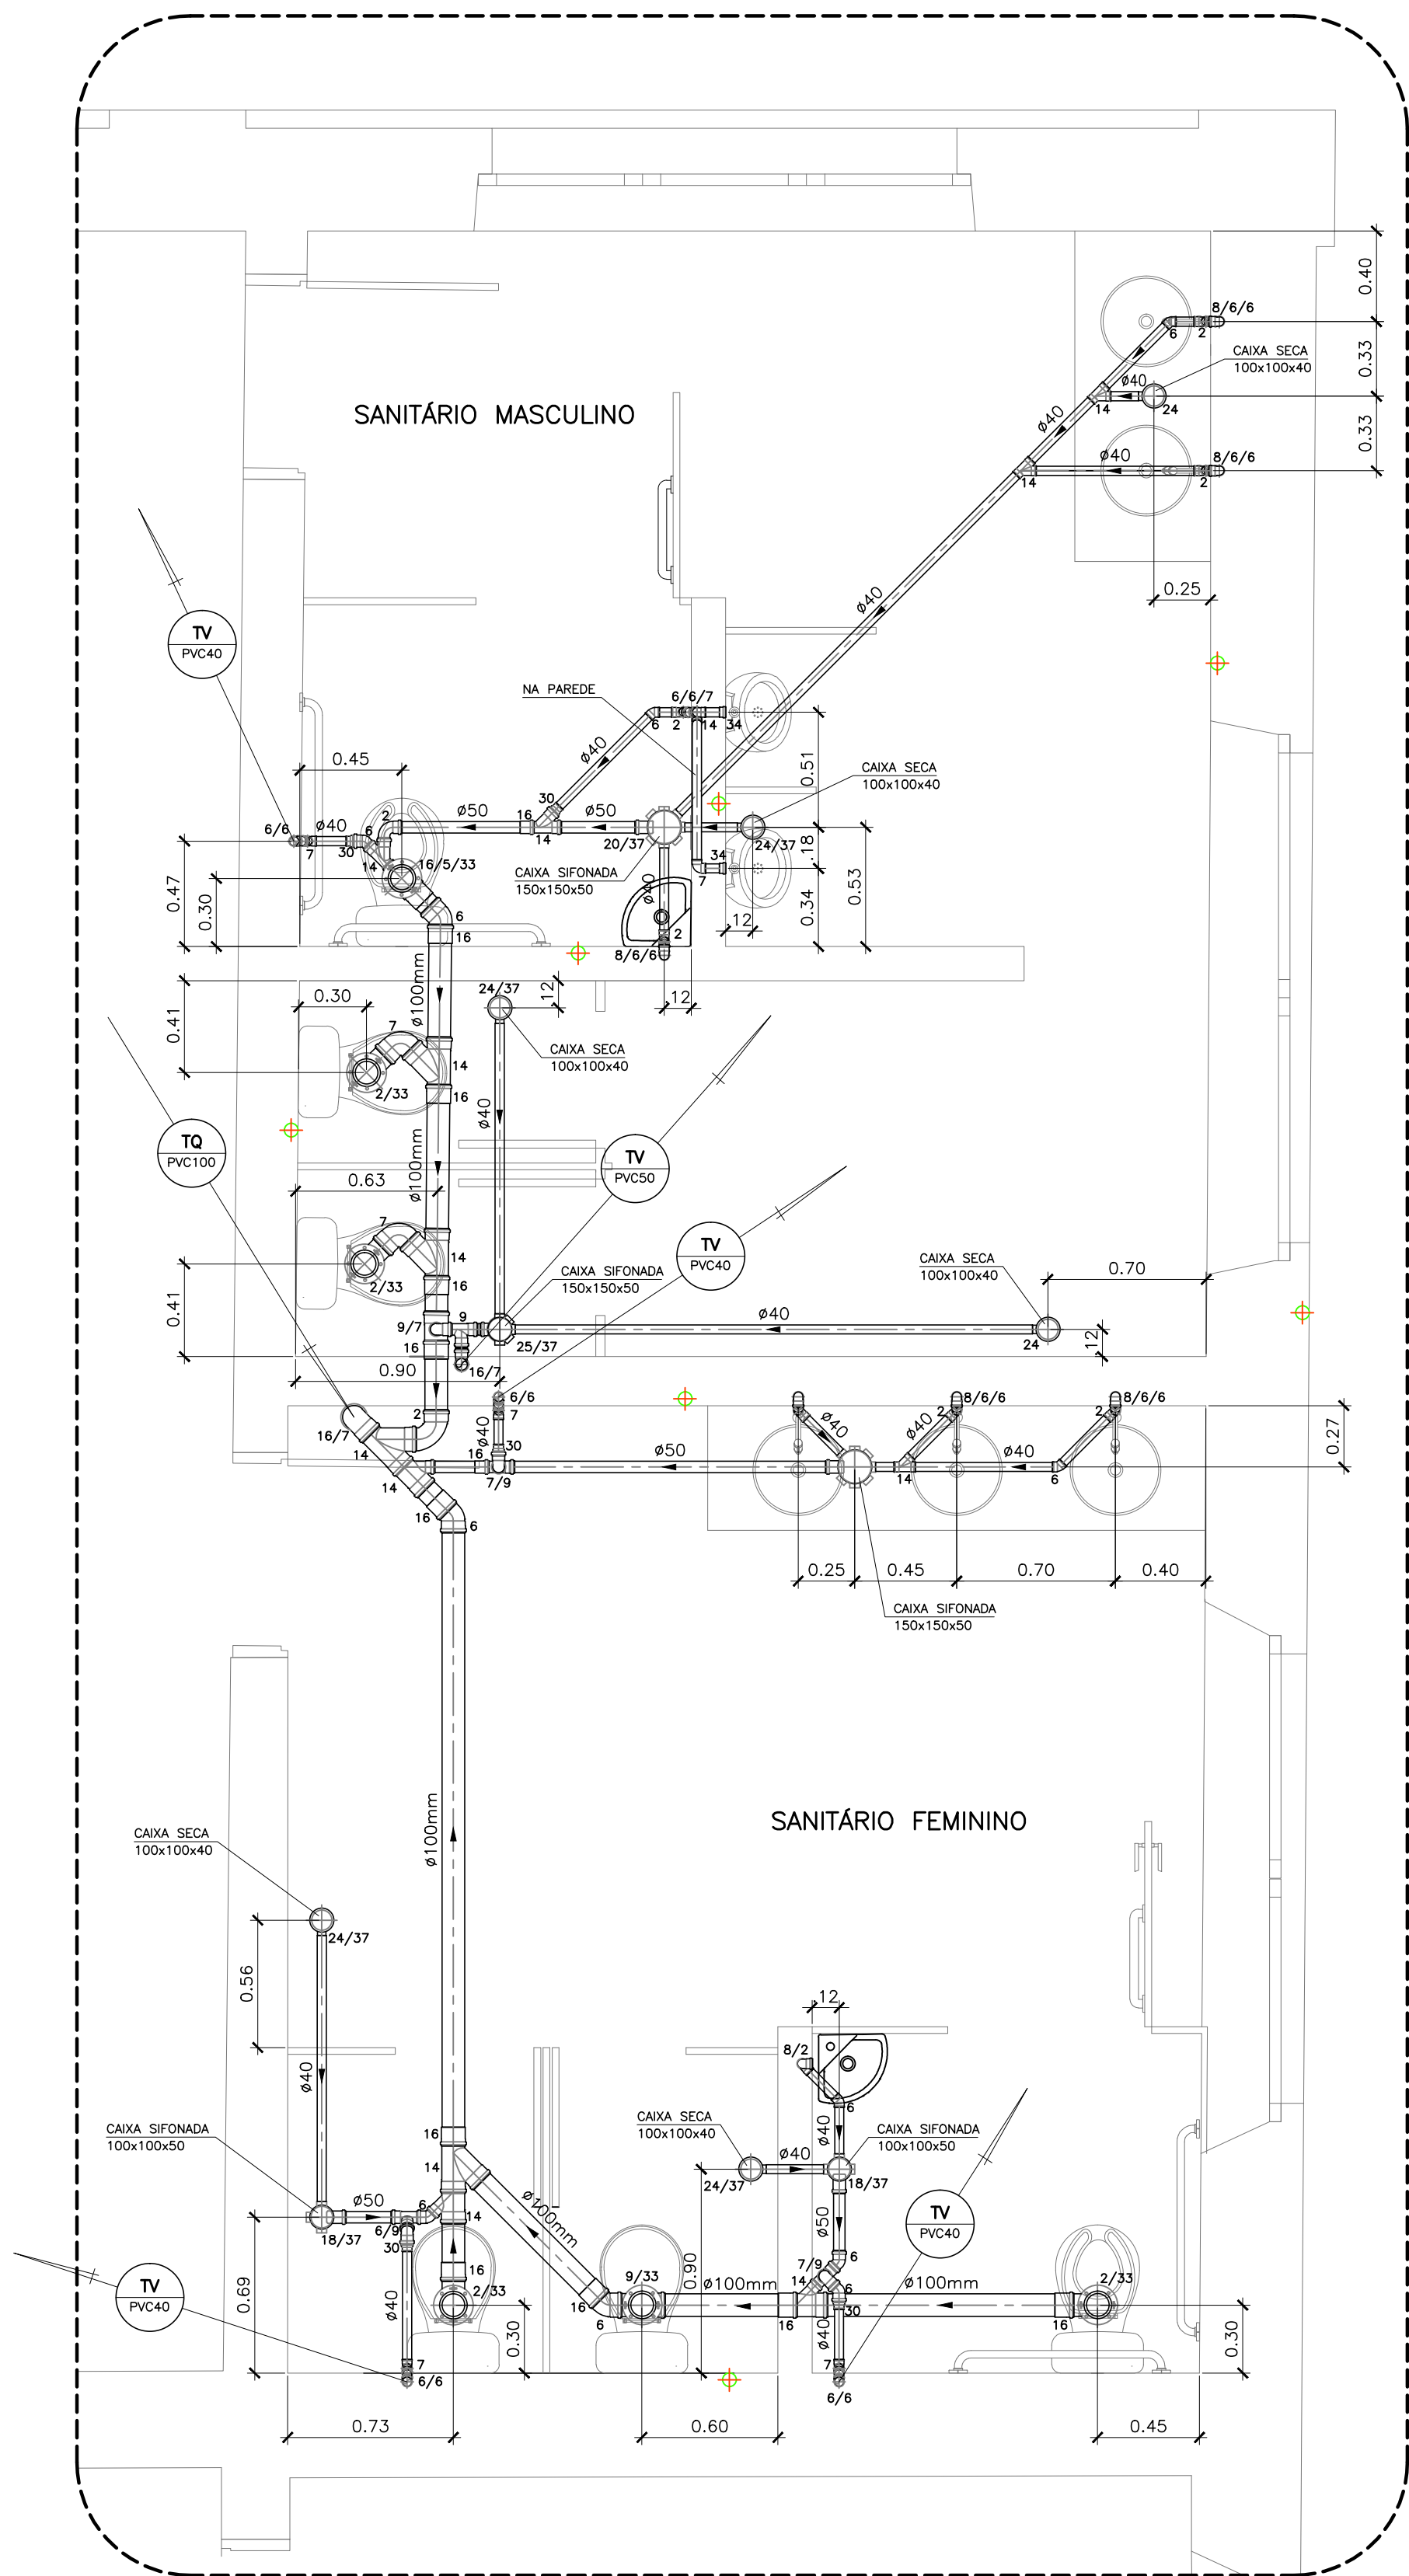 0.40
8/6/6
6
2
CAIXA SECA
100x100x40
0.33
ø40
14
24
SANITÁRIO MASCULINO
ø40
0.33
ø40
8/6/6
14
2
0.25
ø40
TV
PVC40
NA PAREDE
6/6/7
6
2
14
34
ø40
0.51
0.45
CAIXA SECA
100x100x40
30
ø50
16
ø50
2
6/6
ø40
6
14
20/37
24/37
7
30
14
16/5/33
.18
34
7
CAIXA SIFONADA
150x150x50
ø40
0.47
0.30
0.34
0.53
6
16
12
2
8/6/6
0.41
0.30
ø100mm
24/37
12
12
7
CAIXA SECA
100x100x40
14
2/33
16
ø40
TQ
PVC100
ø100mm
TV
PVC50
0.63
7
TV
PVC40
14
2/33
16
CAIXA SIFONADA
150x150x50
CAIXA SECA
100x100x40
0.70
0.41
9
9/7
ø40
16
25/37
24
12
16/7
0.90
6/6
8/6/6
8/6/6
2
7
2
2
16/7
ø40
ø40
ø40
0.27
14
30
16
ø50
ø40
14
7/9
14
6
16
6
0.25
0.45
0.70
0.40
CAIXA SIFONADA
150x150x50
SANITÁRIO FEMININO
ø100mm
CAIXA SECA
100x100x40
24/37
0.56
12
8/2
ø40
6
CAIXA SECA
100x100x40
CAIXA SIFONADA
100x100x50
CAIXA SIFONADA
100x100x50
16
ø40
ø40
14
24/37
18/37
ø100mm
ø50
6
14
ø50
TV
PVC40
18/37
6/9
30
6
0.90
7/9
0.69
16
2/33
9/33
14
6
2/33
TV
PVC40
ø100mm
ø100mm
16
6
16
30
16
ø40
ø40
0.30
0.30
7
6/6
7
6/6
0.73
0.60
0.45